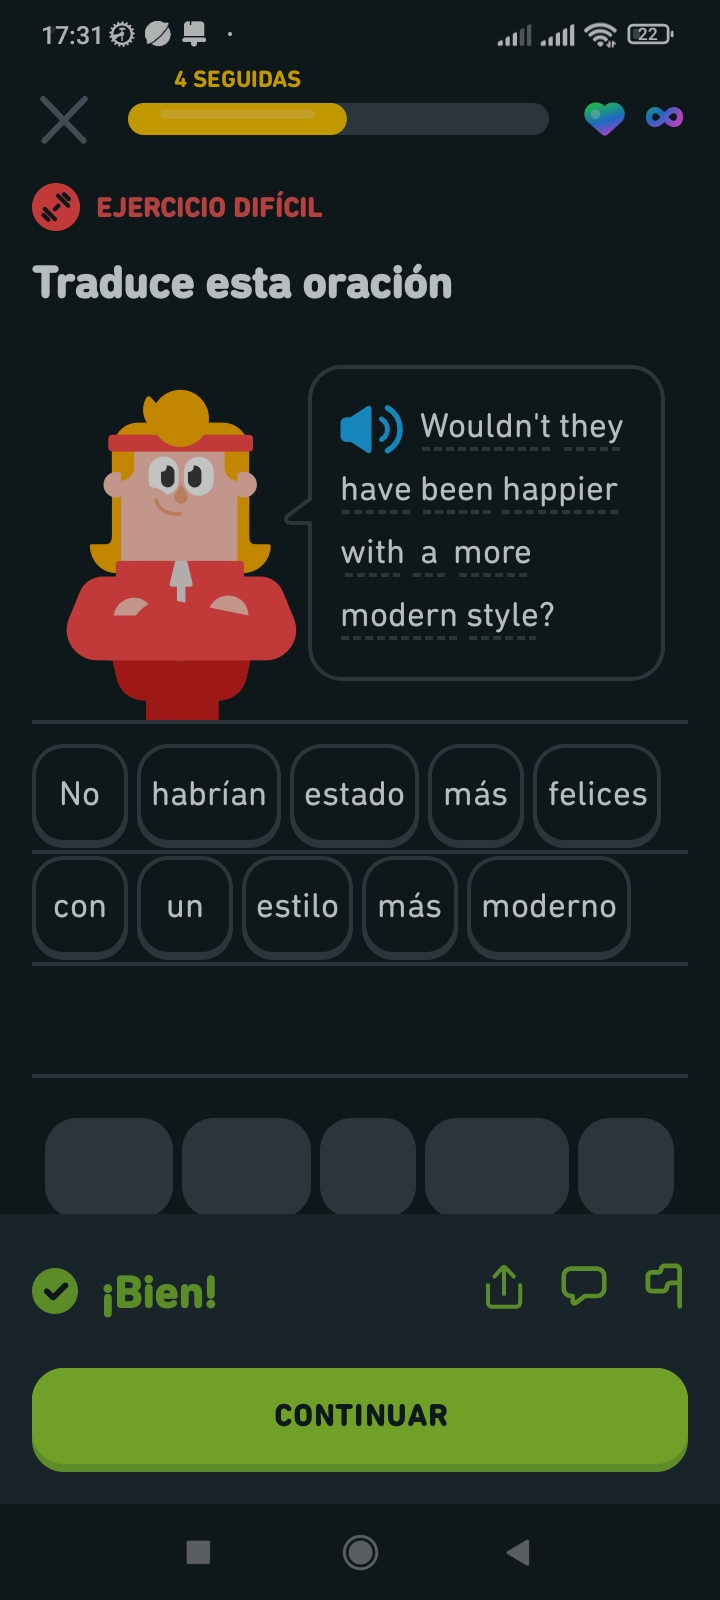 17:31
22
4 SEGUIDAS
EJERCICIO DIFÍCIL
Traduce esta oración
Wouldn't they
have been happier
with a more
modern style?
No habrían estado más felices
con un estilo más moderno
¡Bien!
CONTINUAR